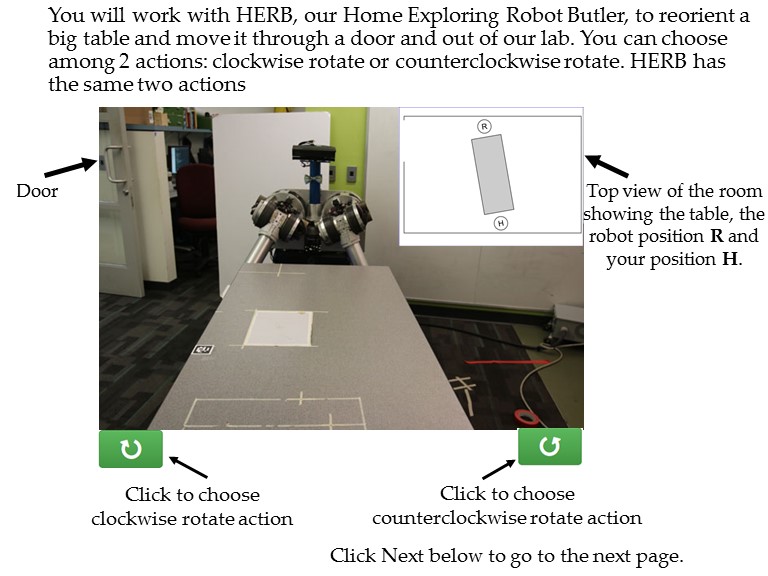 You will work with HERB, our Home Exploring Robot Butler, to reorient a
big table and move it through a door and out of our lab. You can choose
among 2 actions: clockwise rotate or counterclockwise rotate. HERB has
the same two actions
R
H
Door
Top view of the room
showing the table, the
robot position R and
your position H.
Click to choose
clockwise rotate action
Click to choose
counterclockwise rotate action
Click Next below to go to the next page.